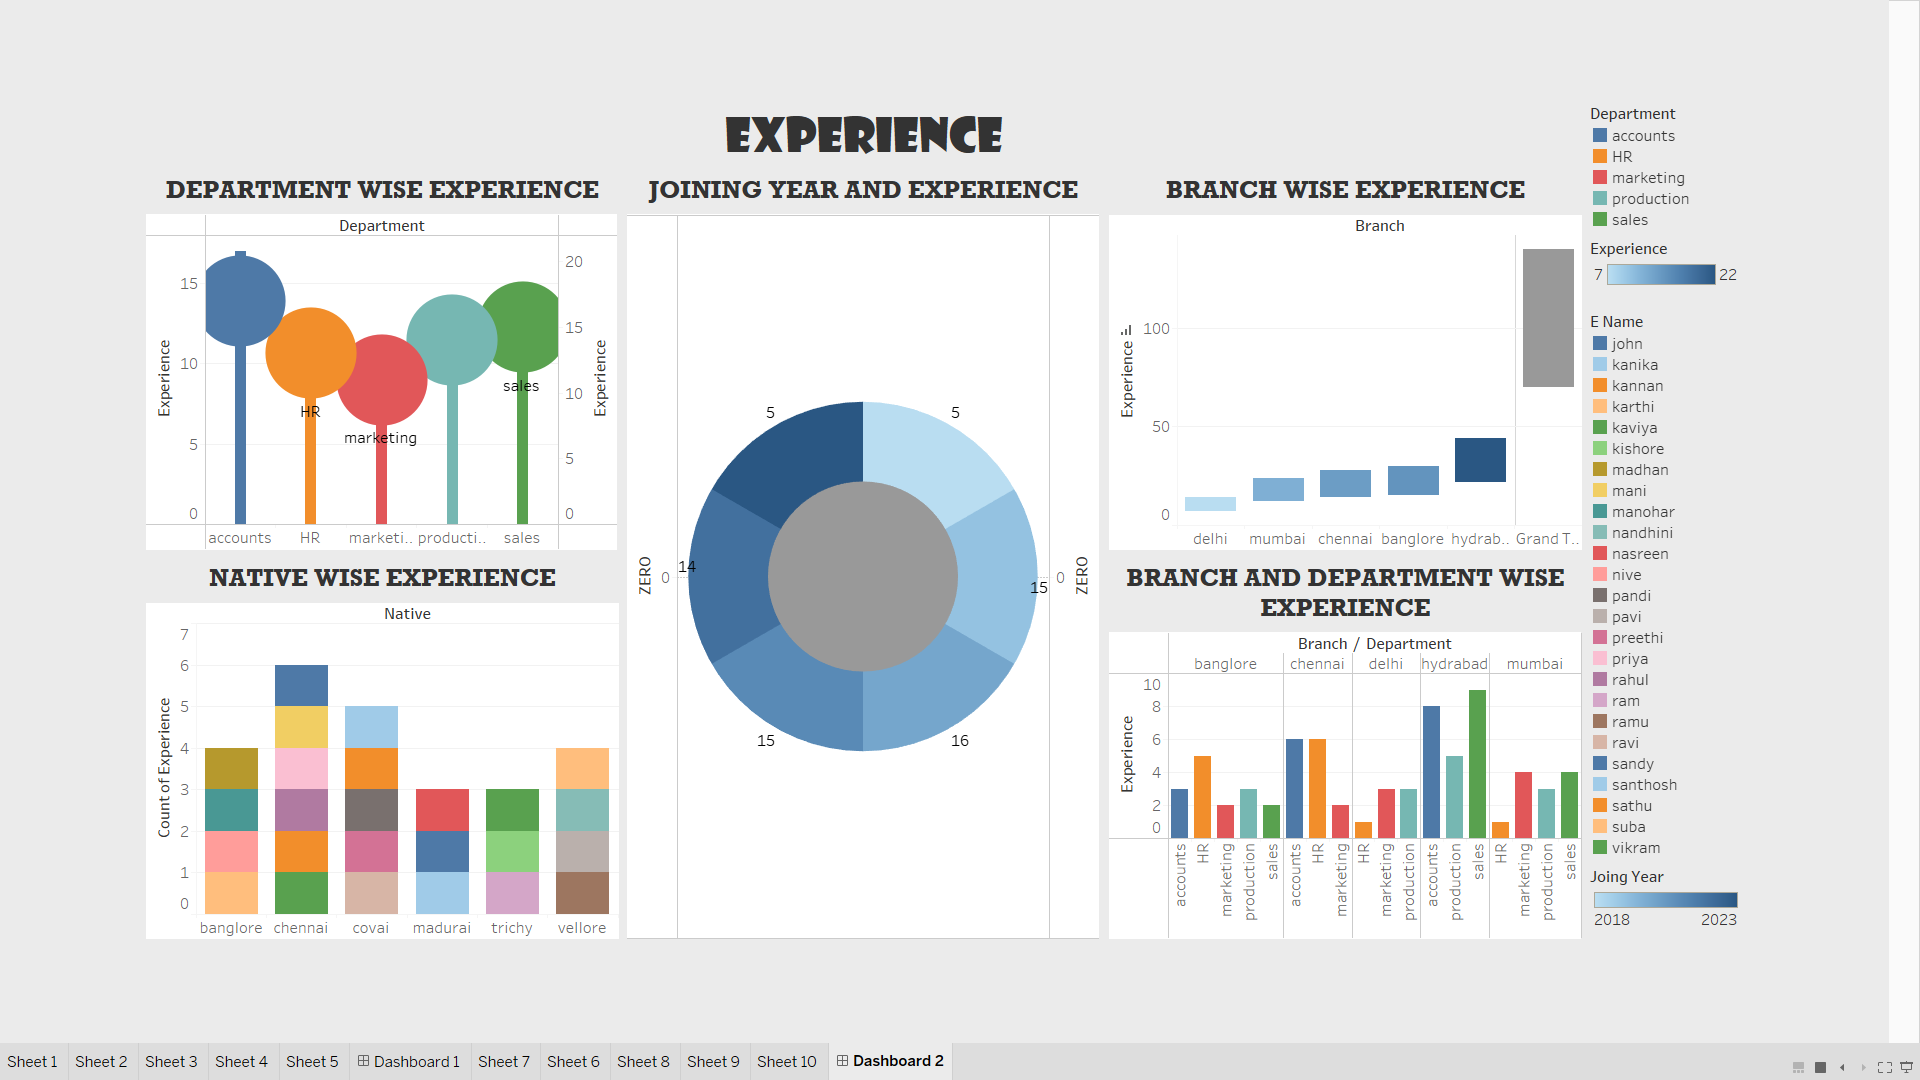 EXPERIENCE
DEPARTMENT WISE EXPERIENCE
Department
Experience
15
10
5
0
20
15
10
5
0
Experience
HR
marketing
sales
accounts HR marketi.. producti.. sales
NATIVE WISE EXPERIENCE
Native
Count of Experience
7
6
5
4
3
2
1
0
banglore chennai covai madurai trichy vellore
JOINING YEAR AND EXPERIENCE
5 5
ZERO 0 14
15 0 ZERO
15 16
BRANCH WISE EXPERIENCE
Branch
Experience
100
50
0
delhi mumbai chennai banglore hydrab.. Grand T..
BRANCH AND DEPARTMENT WISE
EXPERIENCE
Branch / Department
banglore chennai delhi hydrabad mumbai
Experience
10
8
6
4
2
0
accounts
HR
marketing
production
sales
accounts
HR
marketing
HR
marketing
production
accounts
production
sales
HR
marketing
production
sales
Department
accounts
HR
marketing
production
sales
Experience
7 22
E Name
john
kanika
kannan
karthi
kaviya
kishore
madhan
mani
manohar
nandhini
nasreen
nive
pandi
pavi
preethi
priya
rahul
ram
ramu
ravi
sandy
santhosh
sathu
suba
vikram
Joing Year
2018 2023
Sheet 1 Sheet 2 Sheet 3 Sheet 4 Sheet 5 Dashboard 1 Sheet 7 Sheet 6 Sheet 8 Sheet 9 Sheet 10 Dashboard 2